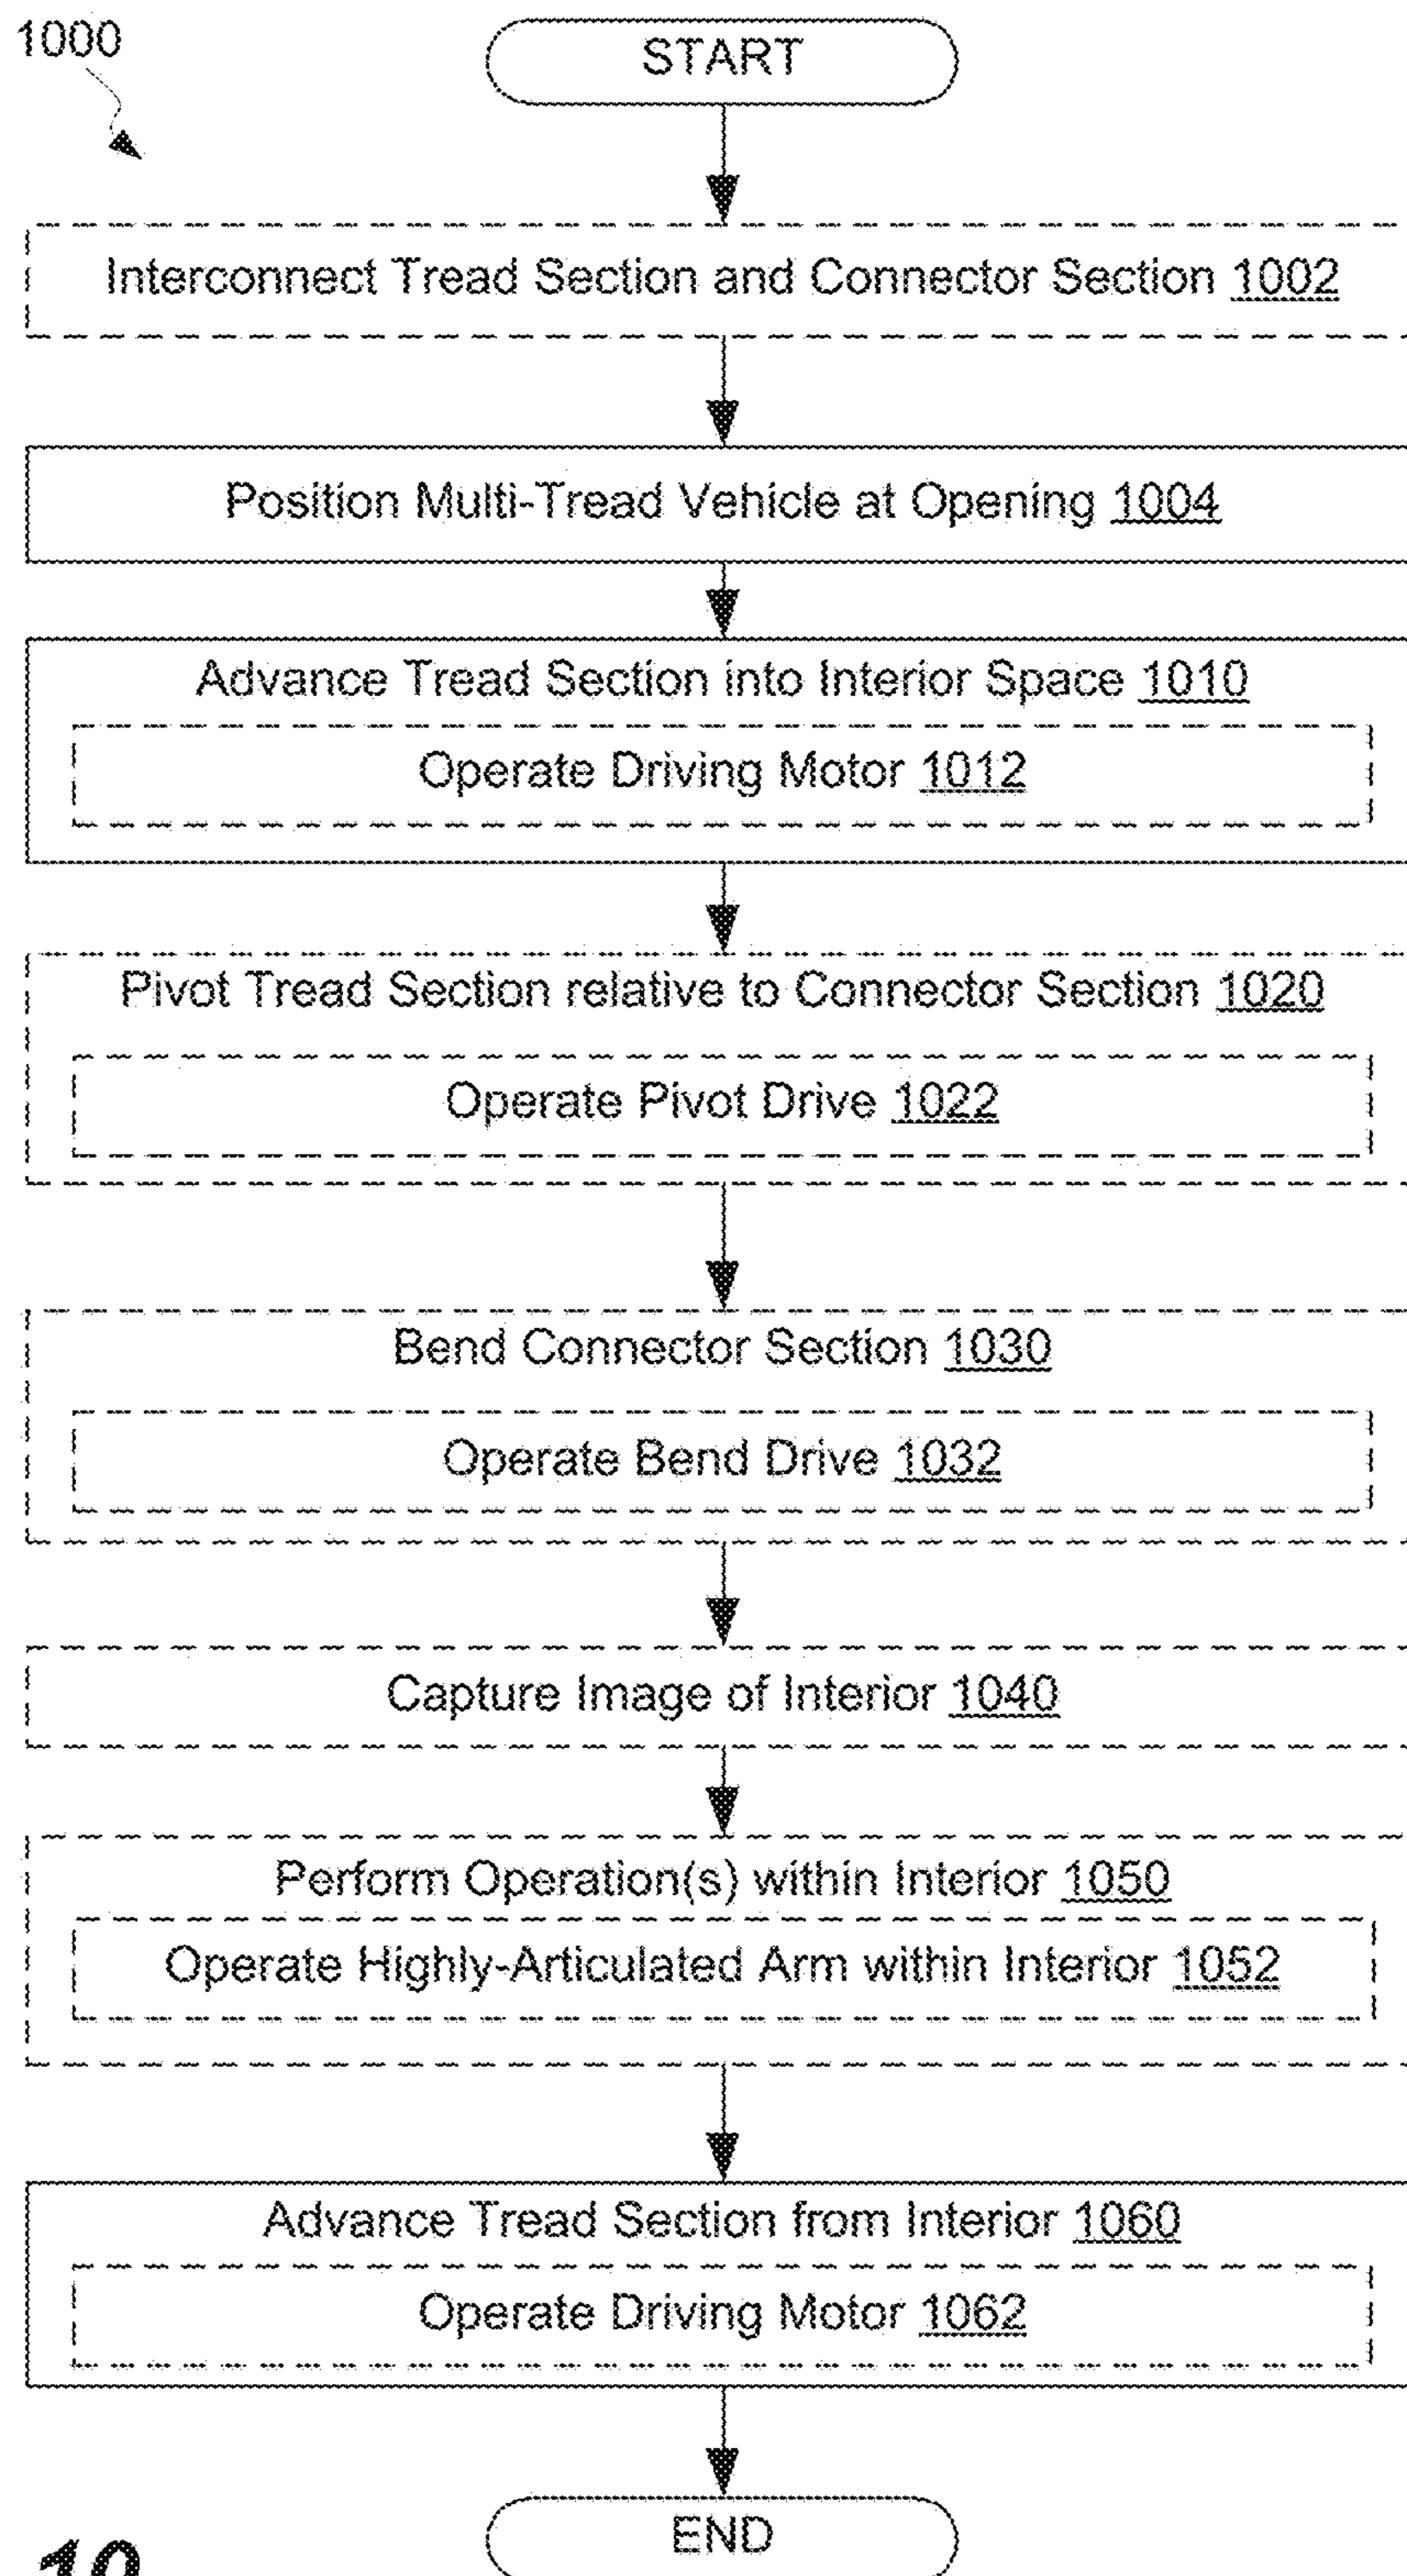 1000
START
Interconnect Tread Section and Connector Section 1002
Position Multi-Tread Vehicle at Opening 1004
Advance Tread Section into Interior Space 1010
Operate Driving Motor 1012
Pivot Tread Section relative to Connector Section 1020
Operate Pivot Drive 1022
Bend Connector Section 1030
Operate Bend Drive 1032
Capture Image of Interior 1040
Perform Operation(s) within Interior 1050
Operate Highly-Articulated Arm within Interior 1052
Advance Tread Section from Interior 1060
Operate Driving Motor 1062
END
10